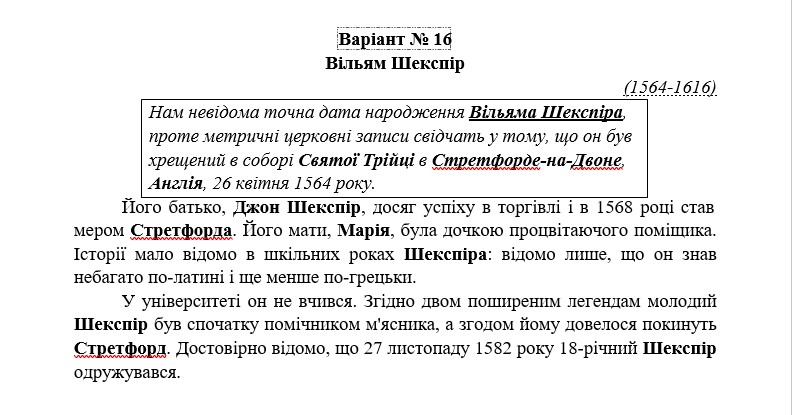 Варіант № 16
Вільям Шекспір
(1564-1616)
Нам невідома точна дата народження Вільяма Шекспіра,
проте метричні церковні записи свідчать у тому, що он був
хрещений в соборі Святої Трійці в Стретфорде-на-Двоне,
Англія, 26 квітня 1564 року.
Його батько, Джон Шекспір, досяг успіху в торгівлі і в 1568 році став
мером Стретфорда. Його мати, Марія, була дочкою процвітаючого поміщика.
Історії мало відомо в шкільних роках Шекспіра: відомо лише, що он знав
небагато по-латині і ще менше по-грецьки.
У університеті он не вчився. Згідно двом поширеним легендам молодий
Шекспір був спочатку помічником м'ясника, а згодом йому довелося покинуть
Стретфорд. Достовірно відомо, що 27 листопаду 1582 року 18-річний Шекспір
одружувався.